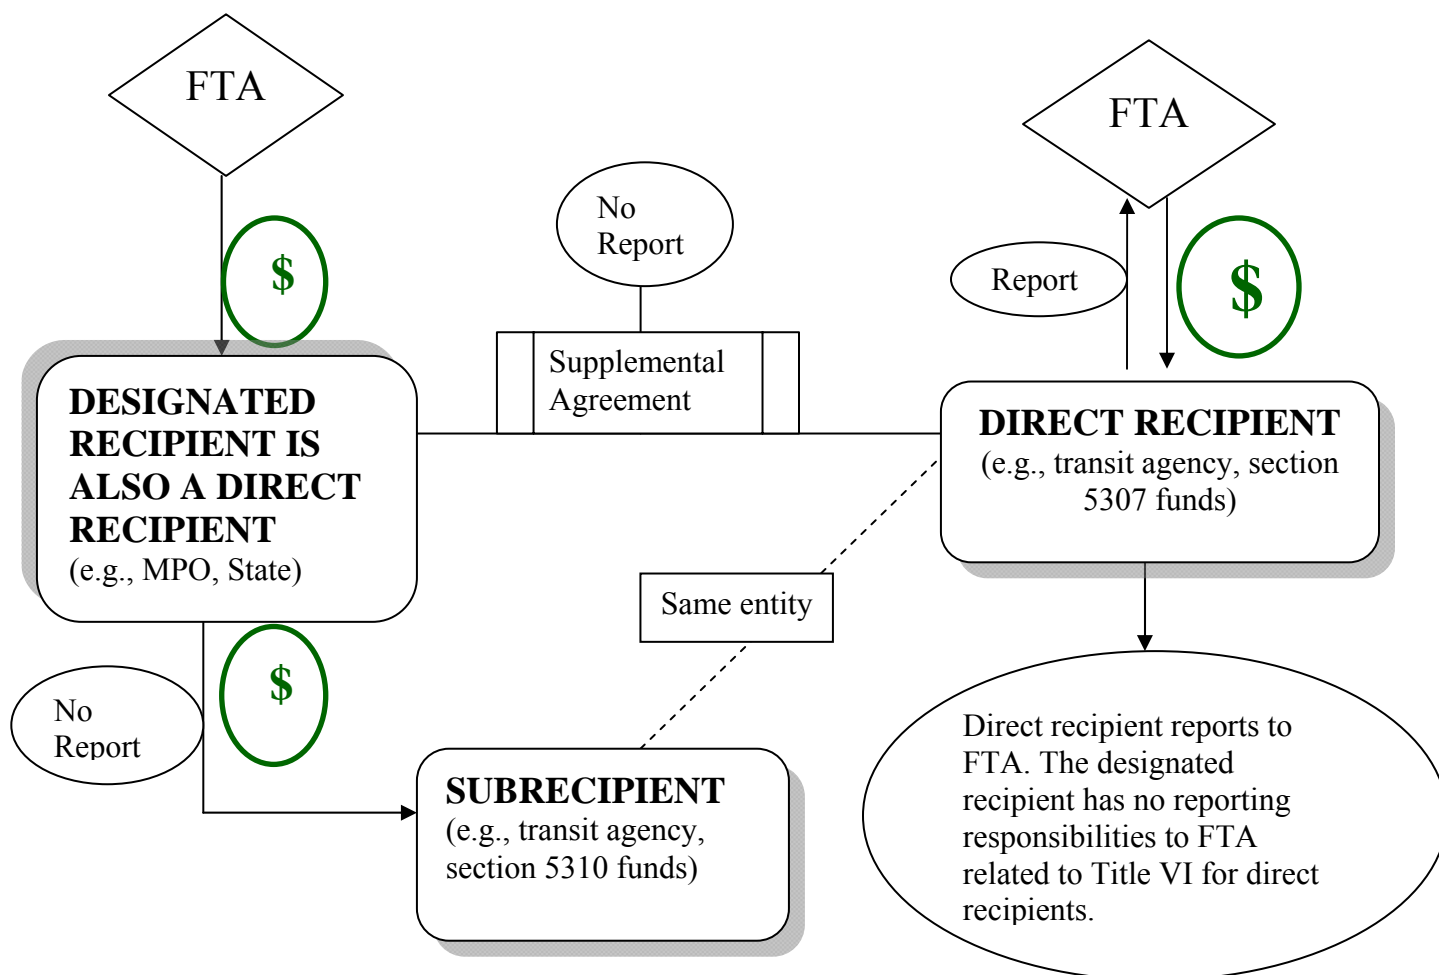 FTA
FTA
No
Report
$
Report
$
Supplemental
Agreement
DESIGNATED
RECIPIENT IS
ALSO A DIRECT
RECIPIENT
(e.g., MPO, State)
DIRECT RECIPIENT
(e.g., transit agency, section
5307 funds)
Same entity
No
Report
$
SUBRECIPIENT
(e.g., transit agency,
section 5310 funds)
Direct recipient reports to
FTA. The designated
recipient has no reporting
responsibilities to FTA
related to Title VI for direct
recipients.